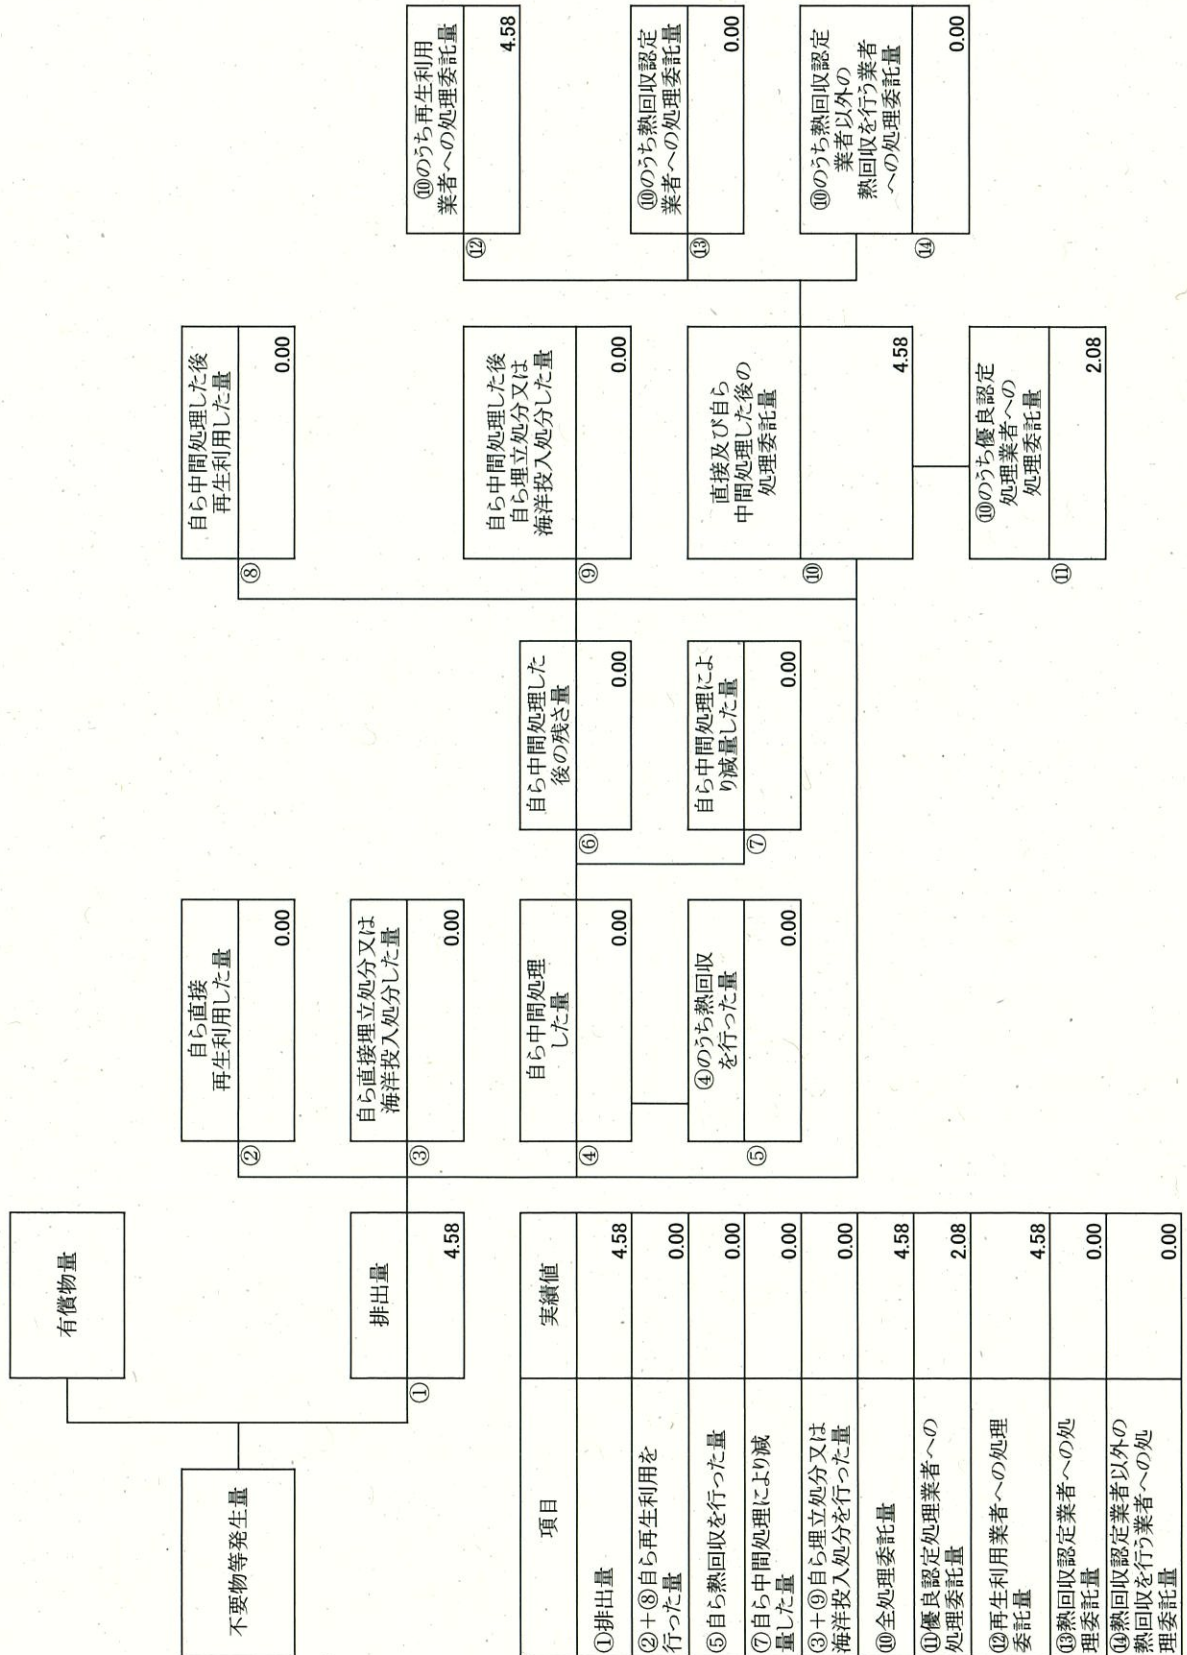 不要物等発生量
有償物量
排出量
①
4.58
自ら直接
再生利用した量
②
0.00
自ら直接埋立処分又は
海洋投入処分した量
③
0.00
自ら中間処理
した量
④
0.00
④のうち熱回収
を行った量
⑤
0.00
自ら中間処理した
後の残さ量
⑥
0.00
自ら中間処理によ
り減量した量
⑦
0.00
自ら中間処理した後
再生利用した量
⑧
0.00
自ら中間処理した後
自ら埋立処分又は
海洋投入処分した量
⑨
0.00
直接及び自ら
中間処理した後の
処理委託量
⑩
4.58
⑩のうち優良認定
処理業者への
処理委託量
⑪
2.08
⑩のうち再生利用
業者への処理委託量
⑫
4.58
⑩のうち熱回収認定
業者への処理委託量
⑬
0.00
⑩のうち熱回収認定
業者以外の
熱回収を行う業者
への処理委託量
⑭
0.00
項目 実績値
①排出量 4.58
②+⑧自ら再生利用を
行った量 0.00
⑤自ら熱回収を行った量 0.00
⑦自ら中間処理により減
量した量 0.00
③+⑨自ら埋立処分又は
海洋投入処分を行った量 0.00
⑩全処理委託量 4.58
⑪優良認定処理業者への
処理委託量 2.08
⑫再生利用業者への処理
委託量 4.58
⑬熱回収認定業者への処
理委託量 0.00
⑭熱回収認定業者以外の
熱回収を行う業者への処
理委託量 0.00